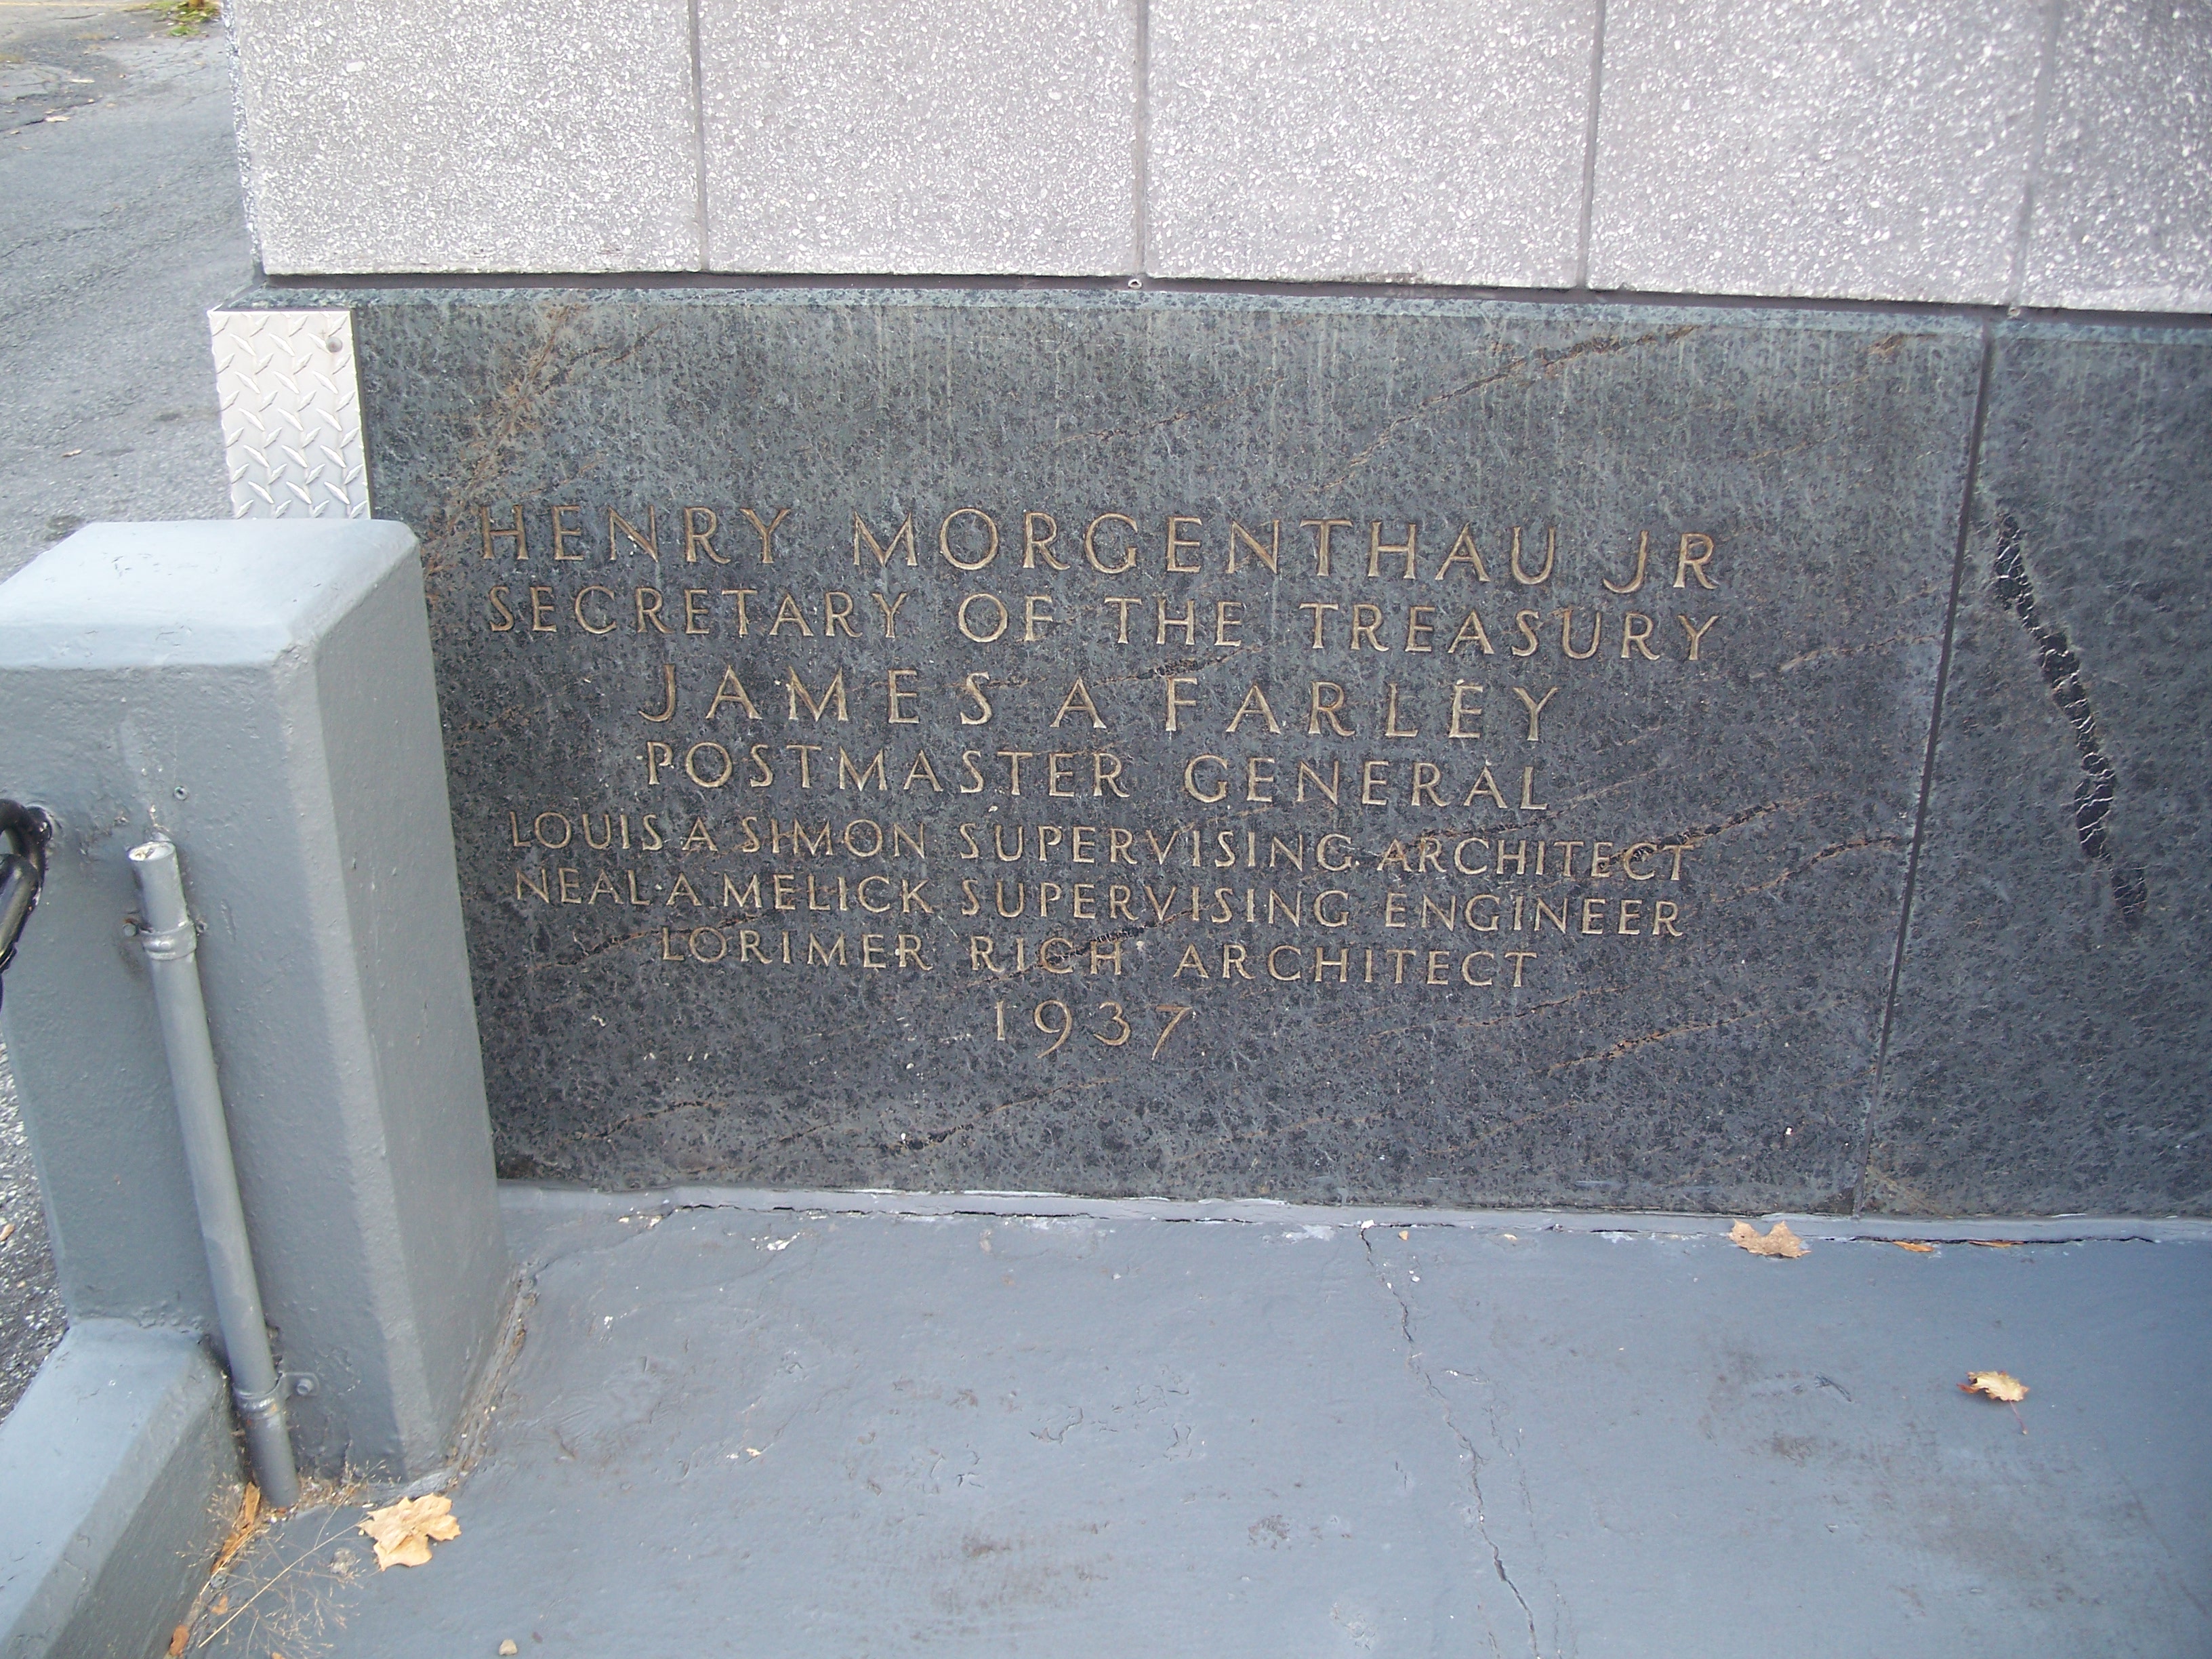 HENRY MORGENTHAU JR
SECRETARY OF THE TREASURY
JAMES A FARLEY
POSTMASTER GENERAL
LOUIS A SIMON SUPERVISING ARCHITECT
NEAL A MELICK SUPERVISING ENGINEER
LORIMER RICH ARCHITECT
1937